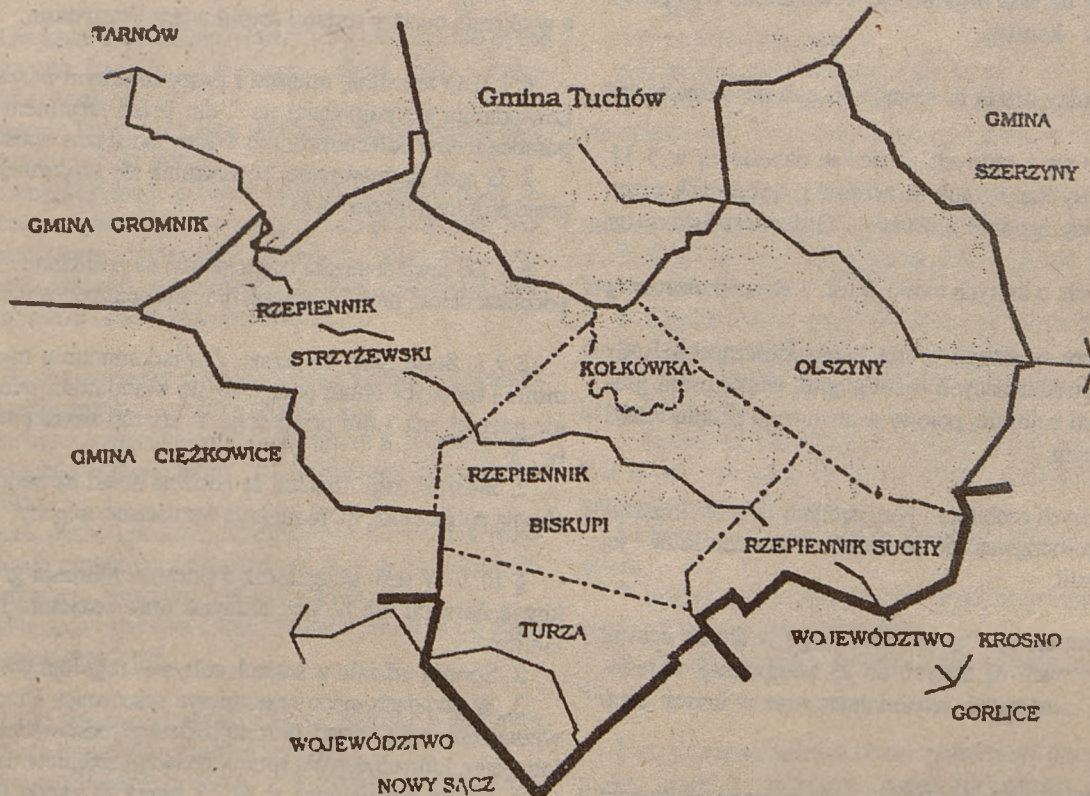 TARNÓW
Gmina Tuchów
GMINA
SZERZYNY
GMINA GROMNIK
RZEPIENNIK
STRZYŻEWSKI
KOŁKÓWKA
OLSZYNY
GMINA CIĘŻKOWICE
RZEPIENNIK
BISKUPI
RZEPIENNIK SUCHY
TURZA
WOJEWÓDZTWO KROSNO
GORLICE
WOJEWÓDZTWO
NOWY SĄCZ